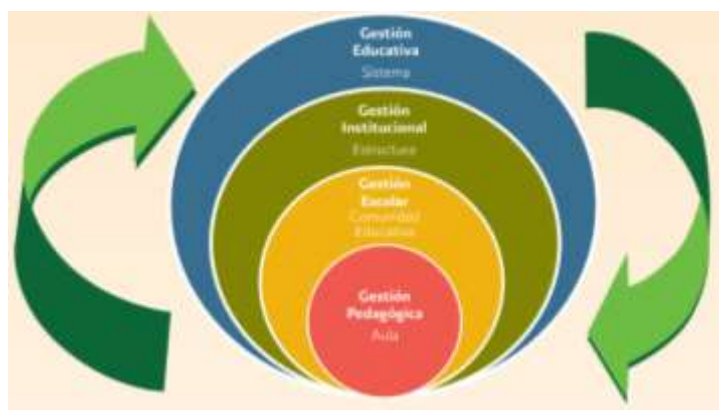 Gestión
Educativa
Sistema
Gestión
Institucional
Estructura
Gestión
Escolar
Comunidad
Educativa
Gestión
Pedagógica
Aula